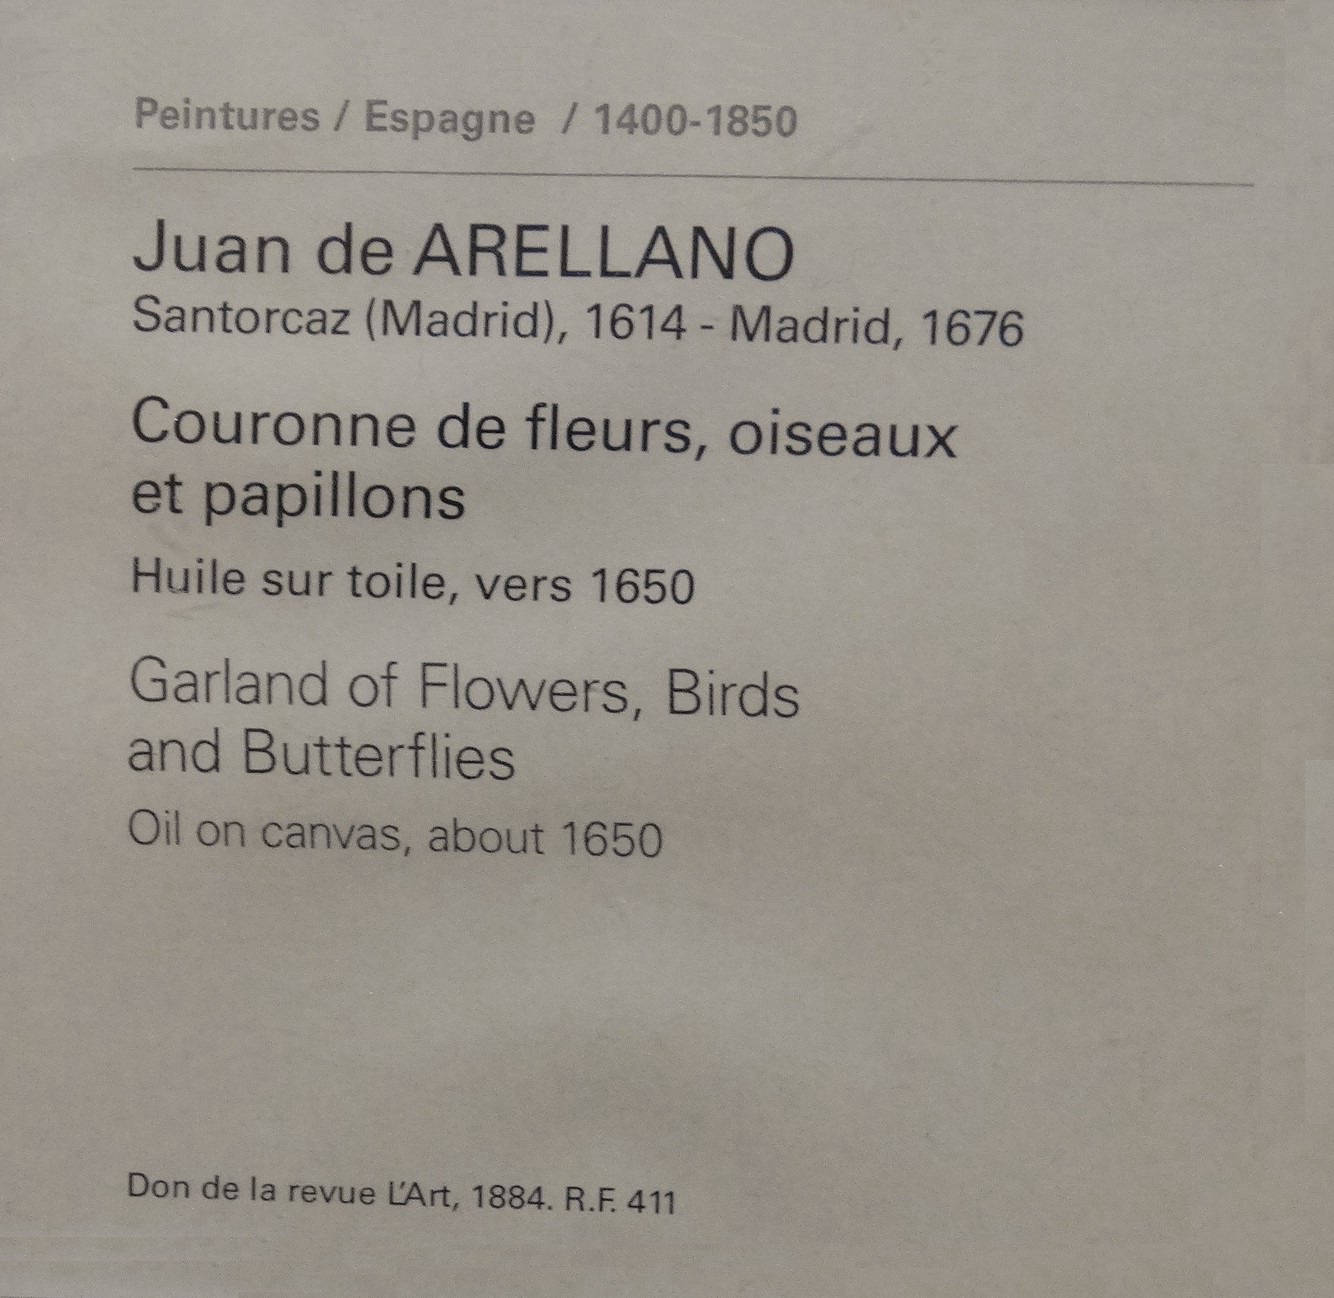 Peintures / Espagne / 1400-1850
Juan de ARELLANO
Santorcaz (Madrid), 1614 - Madrid, 1676
Couronne de fleurs, oiseaux
et papillons
Huile sur toile, vers 1650
Garland of Flowers, Birds
and Butterflies
Oil on canvas, about 1650
Don de la revue L'Art, 1884. R.F. 411